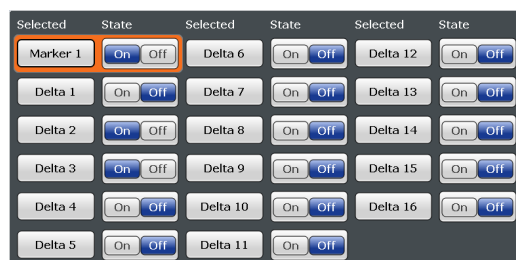 Selected State Selected State Selected State
Marker 1 On Off Delta 6 On Off Delta 12 On Off
Delta 1 On Off Delta 7 On Off Delta 13 On Off
Delta 2 On Off Delta 8 On Off Delta 14 On Off
Delta 3 On Off Delta 9 On Off Delta 15 On Off
Delta 4 On Off Delta 10 On Off Delta 16 On Off
Delta 5 On Off Delta 11 On Off